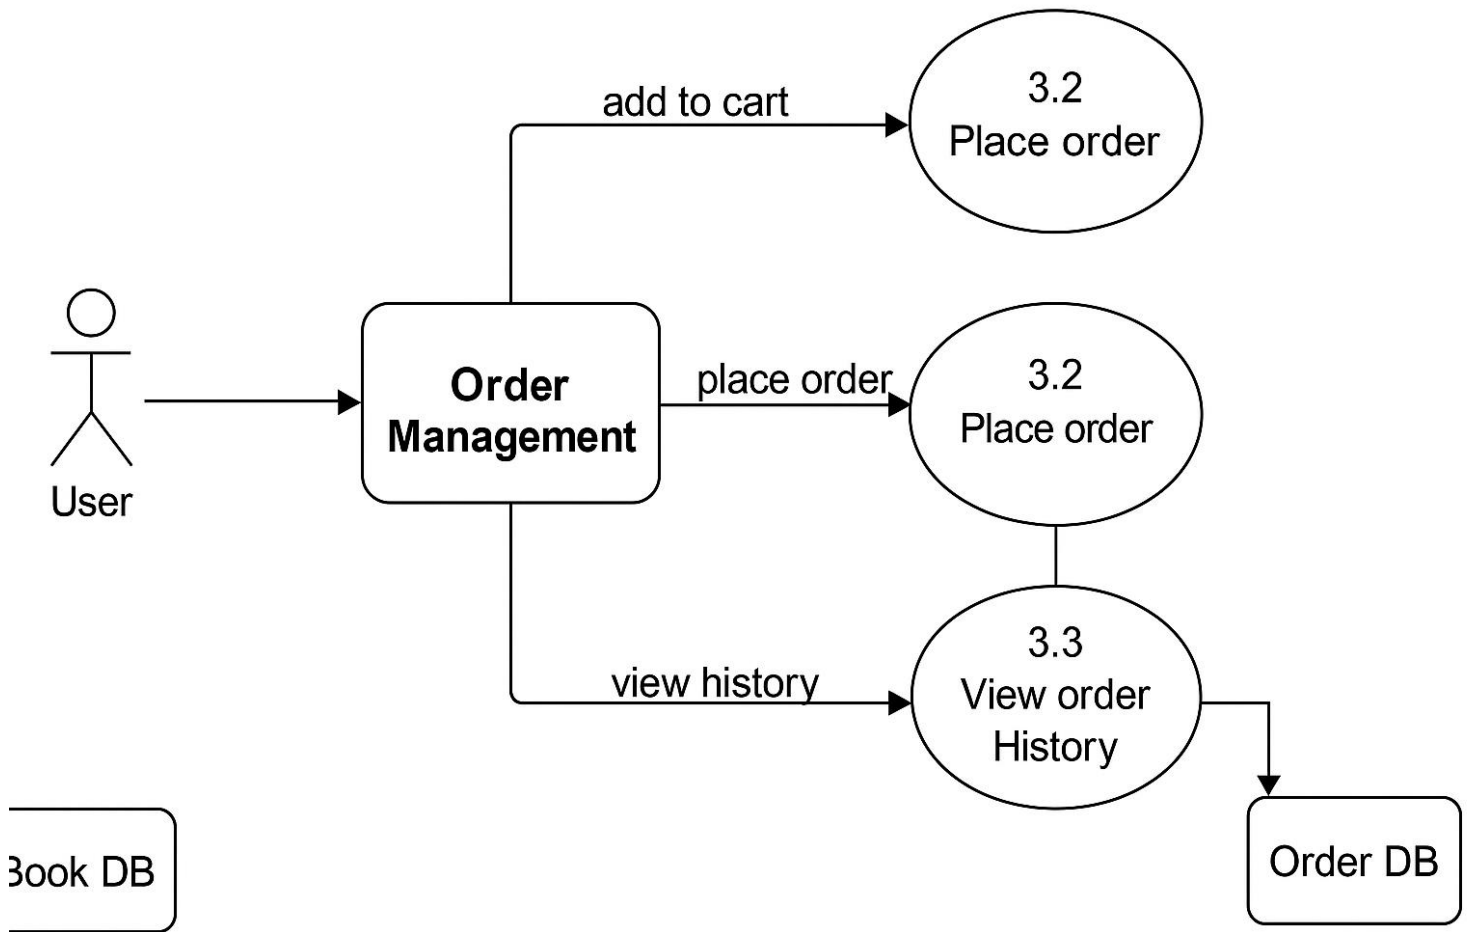 add to cart
3.2
Place order
User
Order
Management
place order
3.2
Place order
view history
3.3
View order
History
Book DB
Order DB